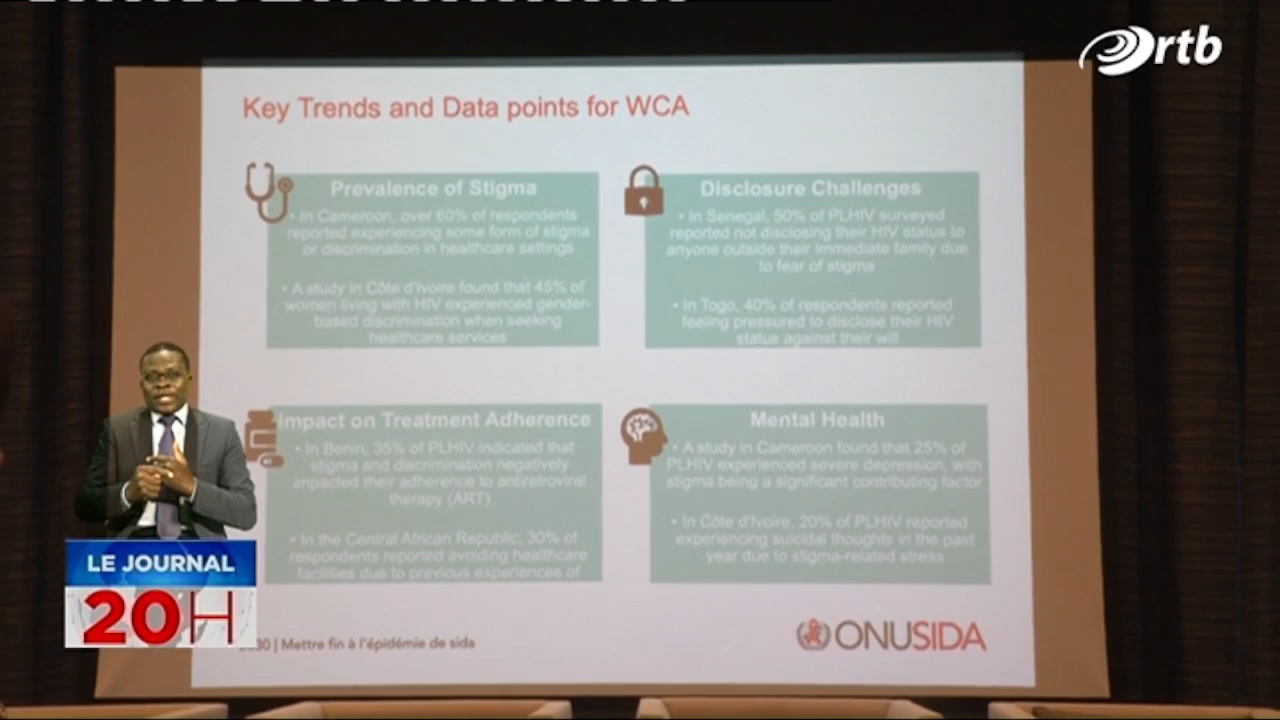 rtb
Key Trends and Data points for WCA
Prevalence of Stigma
• In Cameroon, over 60% of respondents
reported experiencing some form of stigma
or discrimination in healthcare settings
• A study in Côte d'Ivoire found that 45% of
women living with HIV experienced gender-
based discrimination when seeking
healthcare services
Disclosure Challenges
• In Senegal, 50% of PLHIV surveyed
reported not disclosing their HIV status to
anyone outside their immediate family due
to fear of stigma
• In Togo, 40% of respondents reported
feeling pressured to disclose their HIV
status against their will
Impact on Treatment Adherence
• In Benin, 35% of PLHIV indicated that
stigma and discrimination negatively
impacted their adherence to antiretroviral
therapy (ART)
• In the Central African Republic, 30% of
respondents reported avoiding healthcare
facilities due to previous experiences of
Mental Health
• A study in Cameroon found that 25% of
PLHIV experienced severe depression, with
stigma being a significant contributing factor
• In Côte d'Ivoire, 20% of PLHIV reported
experiencing suicidal thoughts in the past
year due to stigma-related stress
| Mettre fin à l'épidémie de sida
ONUSIDA
LE JOURNAL
20H